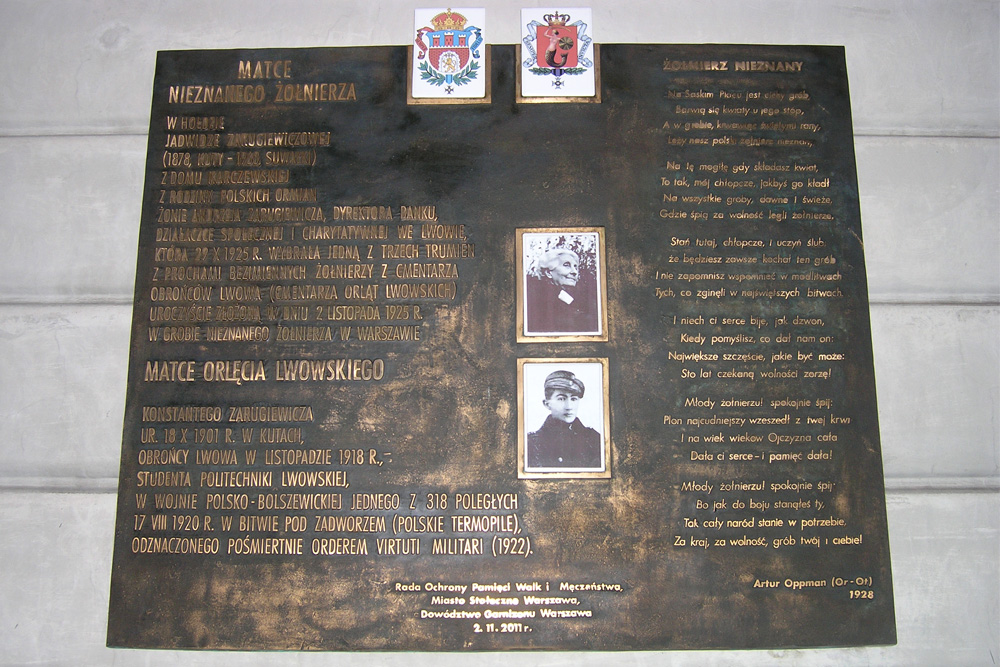 MATCE
NIEZNANEGO ŻOŁNIERZA
W HOŁDZIE
JADWIDZE ZARUGIEWICZOWEJ
(1878, KUTY - 1968, SUWAŁKI)
Z DOMU
Z RODZINY POLSKICH ORMIAN
ŻONIE ANDRZEJA ZARUGIEWICZA, DYREKTORA BANKU,
DZIAŁACZCE SPOŁECZNEJ I CHARYTATYWNEJ WE LWOWIE,
KTÓRA 29 X 1925 R. WYBRAŁA JEDNĄ Z TRZECH TRUMIEN
Z PROCHAMI BEZIMIENNYCH ŻOŁNIERZY Z CMENTARZA
OBROŃCÓW LWOWA (CMENTARZA ORLĄT LWOWSKICH)
UROCZYŚCIE ZŁOŻONĄ W DNIU 2 LISTOPADA 1925 R.
W GROBIE NIEZNANEGO ŻOŁNIERZA W WARSZAWIE
MATCE ORLĘCIA LWOWSKIEGO
KONSTANTEGO ZARUGIEWICZA
UR. 18 X 1901 R. W KUTACH,
OBROŃCY LWOWA W LISTOPADZIE 1918 R.,-
STUDENTA POLITECHNIKI LWOWSKIEJ,
W WOJNIE POLSKO-BOLSZEWICKIEJ JEDNEGO Z 318 POLEGŁYCH
17 VIII 1920 R. W BITWIE POD ZADWORZEM (POLSKIE TERMOPILE),
ODZNACZONEGO POŚMIERTNIE ORDEREM VIRTUTI MILITARI (1922).
ŻOŁNIERZ NIEZNANY
Na Saskim Placu jest cichy grób,
Barwią się kwiaty u jego stóp,
A w grobie, krwawiąc świętymi rany,
Leży nasz polski żołnierz nieznany,
Na tę mogiłę gdy składasz kwiat,
To tak, mój chłopcze, jakbyś go kładł
Na wszystkie groby, dawne i świeże,
Gdzie śpią za wolność legli żołnierze.
Stań tutaj, chłopcze, i uczyń ślub,
że będziesz zawsze kochał ten grób
I nie zapomnisz wspomnieć w modlitwach
Tych, co zginęli w najświętszych bitwach.
I niech ci serce bije, jak dzwon,
Kiedy pomyślisz, co dał nam on:
Największe szczęście, jakie być może:
Sto lat czekaną wolności zorzę!
Młody żołnierzu! spokojnie śpij:
Plon najcudniejszy wzeszedł z twej krwi
I na wiek wieków Ojczyzna cała
Dała ci serce - i pamięć dała!
Młody żołnierzu! spokojnie śpij:
Bo jak do boju stanąłeś ty,
Tak cały naród stanie w potrzebie,
Za kraj, za wolność, grób twój i ciebie!
Artur Oppman (Or-Ot)
1928
Rada Ochrony Pamięci Walk i Męczeństwa,
Miasto Stołeczne Warszawa,
Dowództwo Garnizonu Warszawa
2.11.2011 r.